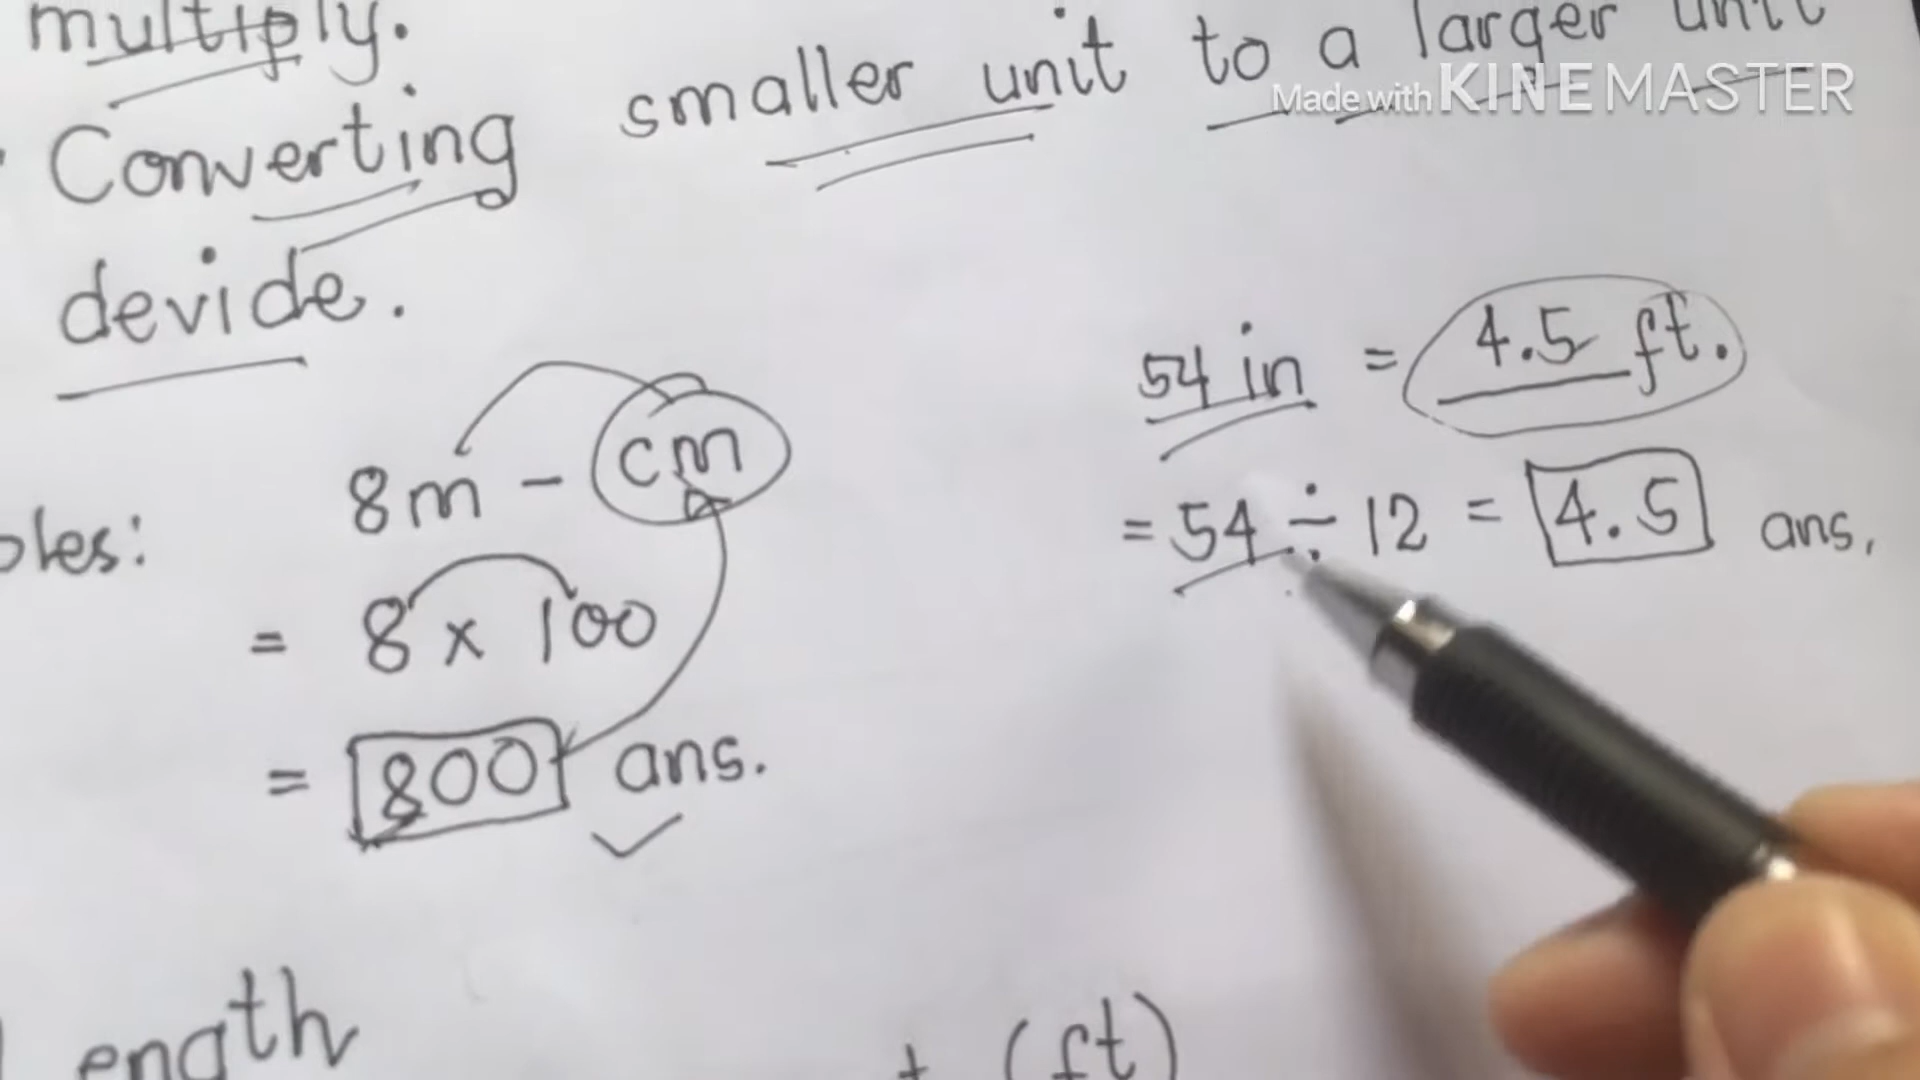 multiply.
Converting smaller unit to a larger unit
Made with KINEMASTER
devide.
8m - cm
= 8 x 100
= 800 ans.
54 in = 4.5 ft.
= 54 ÷ 12 = 4.5 ans.
(ft)